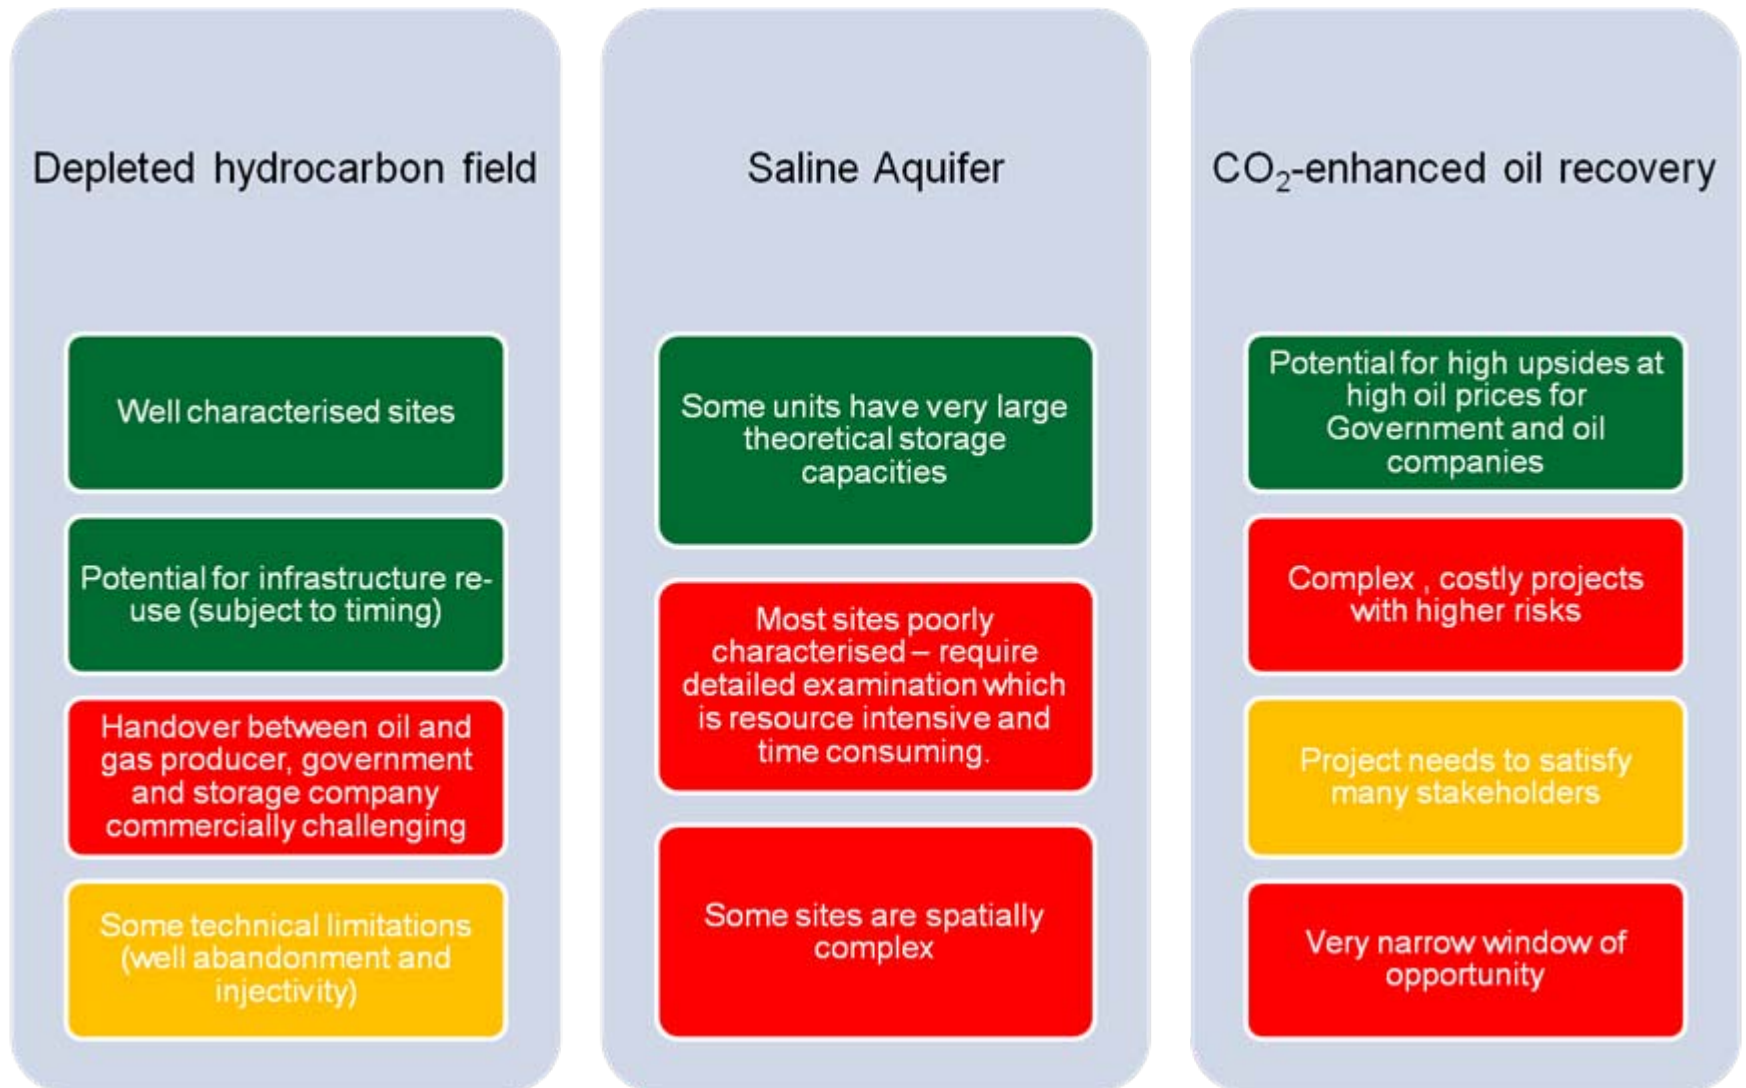 Depleted hydrocarbon field
Well characterised sites
Potential for infrastructure re-
use (subject to timing)
Handover between oil and
gas producer, government
and storage company
commercially challenging
Some technical limitations
(well abandonment and
injectivity)
Saline Aquifer
Some units have very large
theoretical storage
capacities
Most sites poorly
characterised – require
detailed examination which
is resource intensive and
time consuming.
Some sites are spatially
complex
CO₂-enhanced oil recovery
Potential for high upsides at
high oil prices for
Government and oil
companies
Complex , costly projects
with higher risks
Project needs to satisfy
many stakeholders
Very narrow window of
opportunity